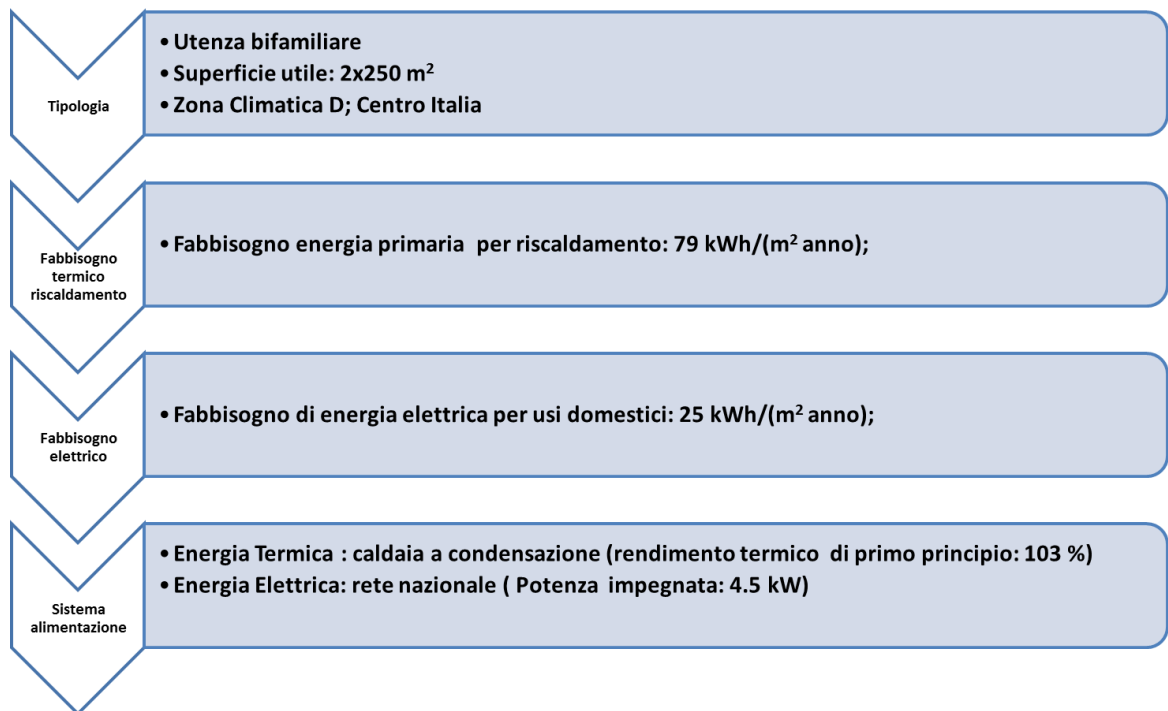 Tipologia
• Utenza bifamiliare
• Superficie utile: 2x250 m²
• Zona Climatica D; Centro Italia
Fabbisogno
termico
riscaldamento
• Fabbisogno energia primaria per riscaldamento: 79 kWh/(m² anno);
Fabbisogno
elettrico
• Fabbisogno di energia elettrica per usi domestici: 25 kWh/(m² anno);
Sistema
alimentazione
• Energia Termica : caldaia a condensazione (rendimento termico di primo principio: 103 %)
• Energia Elettrica: rete nazionale ( Potenza impegnata: 4.5 kW)